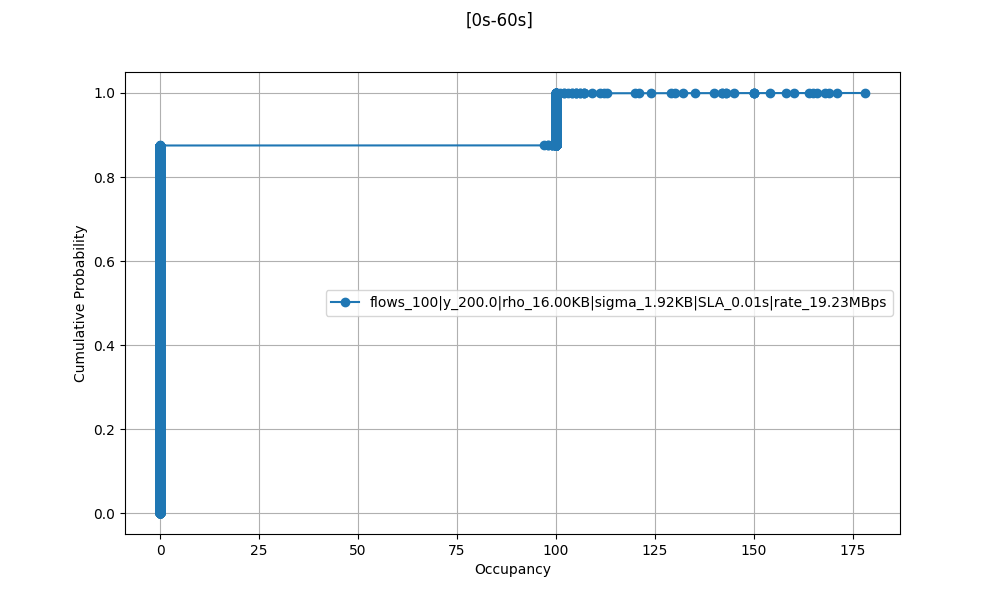 [0s-60s]
1.0
0.8
0.6
0.4
0.2
0.0
Cumulative Probability
flows_100|y_200.0|rho_16.00KB|sigma_1.92KB|SLA_0.01s|rate_19.23MBps
0 25 50 75 100 125 150 175
Occupancy